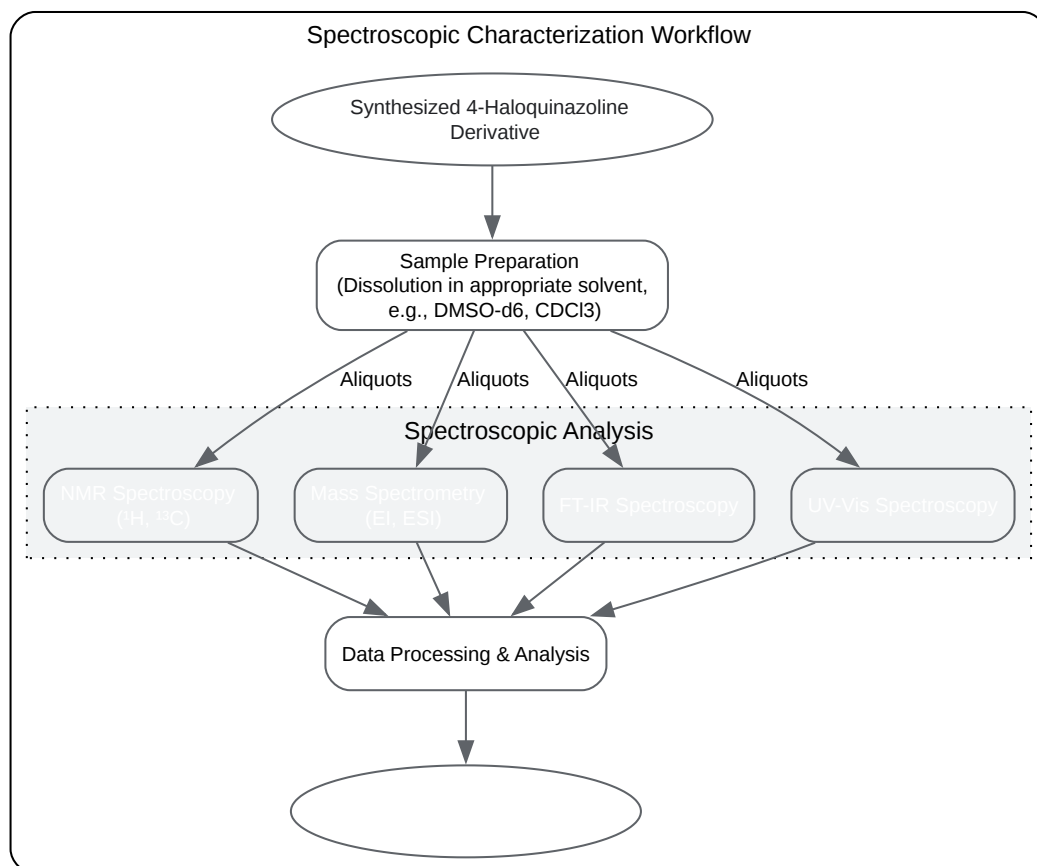 Spectroscopic Characterization Workflow
Synthesized 4-Haloquinazoline
Derivative
Sample Preparation
(Dissolution in appropriate solvent,
e.g., DMSO-d6, CDCl3)
Aliquots
Aliquots
Aliquots
Aliquots
Spectroscopic Analysis
NMR Spectroscopy
(¹H, ¹³C)
Mass Spectrometry
(EI, ESI)
FT-IR Spectroscopy
UV-Vis Spectroscopy
Data Processing & Analysis